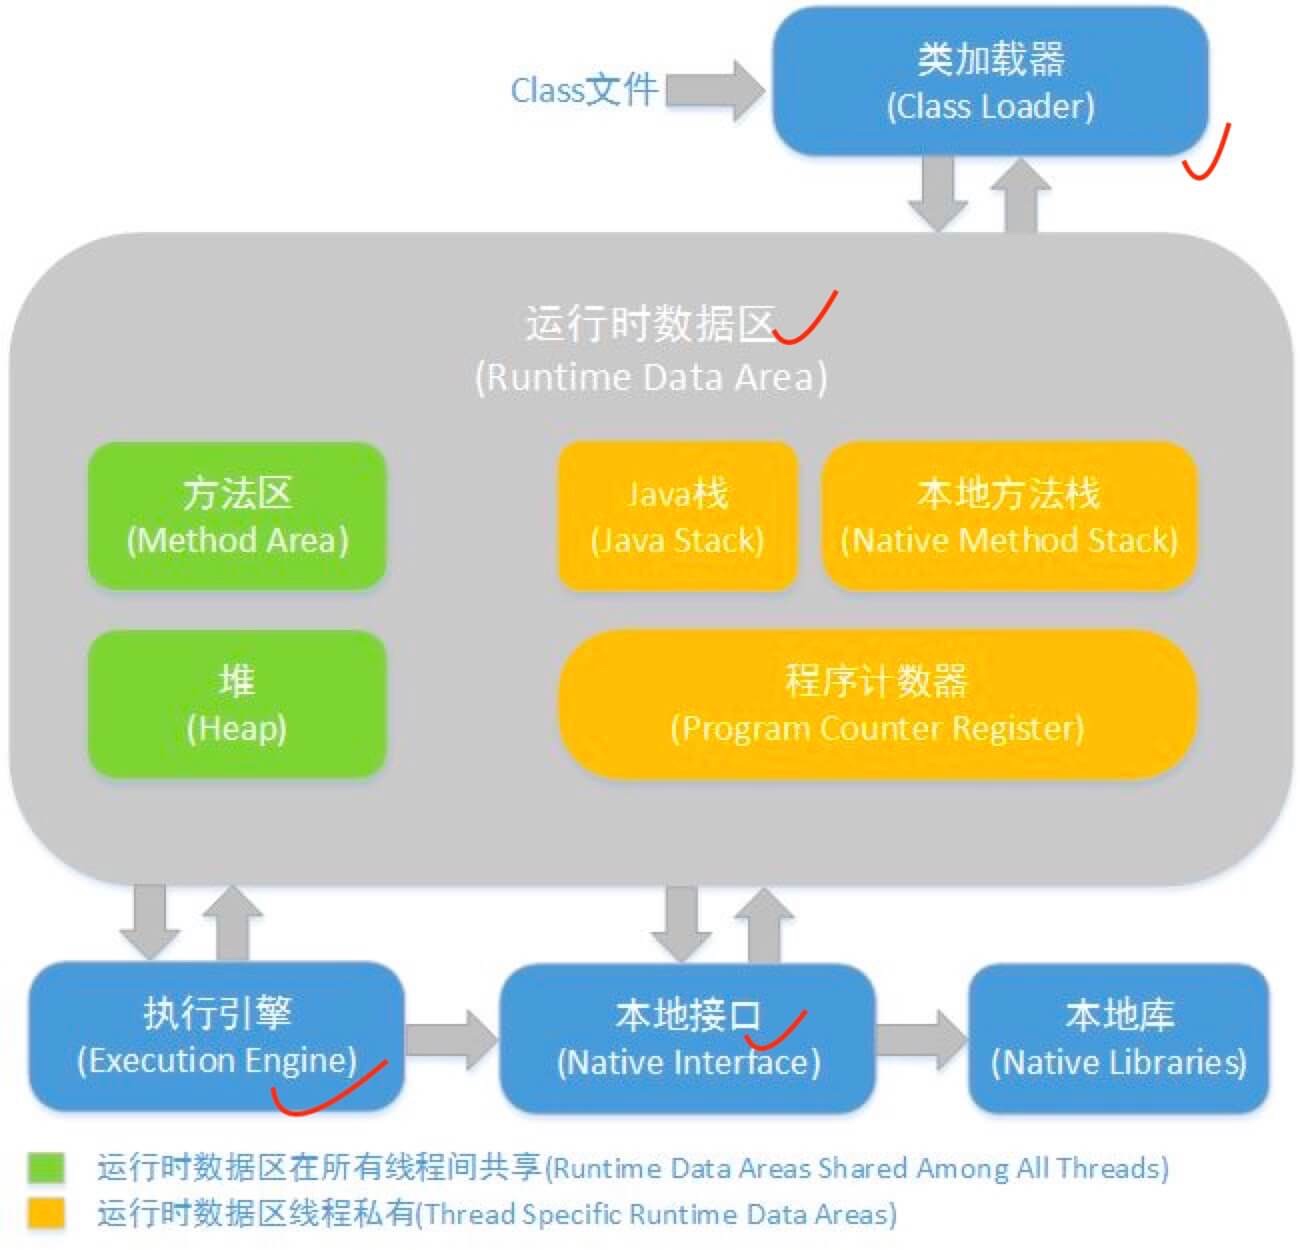 类加载器
(Class Loader)
Class文件
运行时数据区
(Runtime Data Area)
方法区
(Method Area)
Java栈
(Java Stack)
本地方法栈
(Native Method Stack)
堆
(Heap)
程序计数器
(Program Counter Register)
执行引擎
(Execution Engine)
本地接口
(Native Interface)
本地库
(Native Libraries)
运行时数据区在所有线程间共享(Runtime Data Areas Shared Among All Threads)
运行时数据区线程私有(Thread Specific Runtime Data Areas)